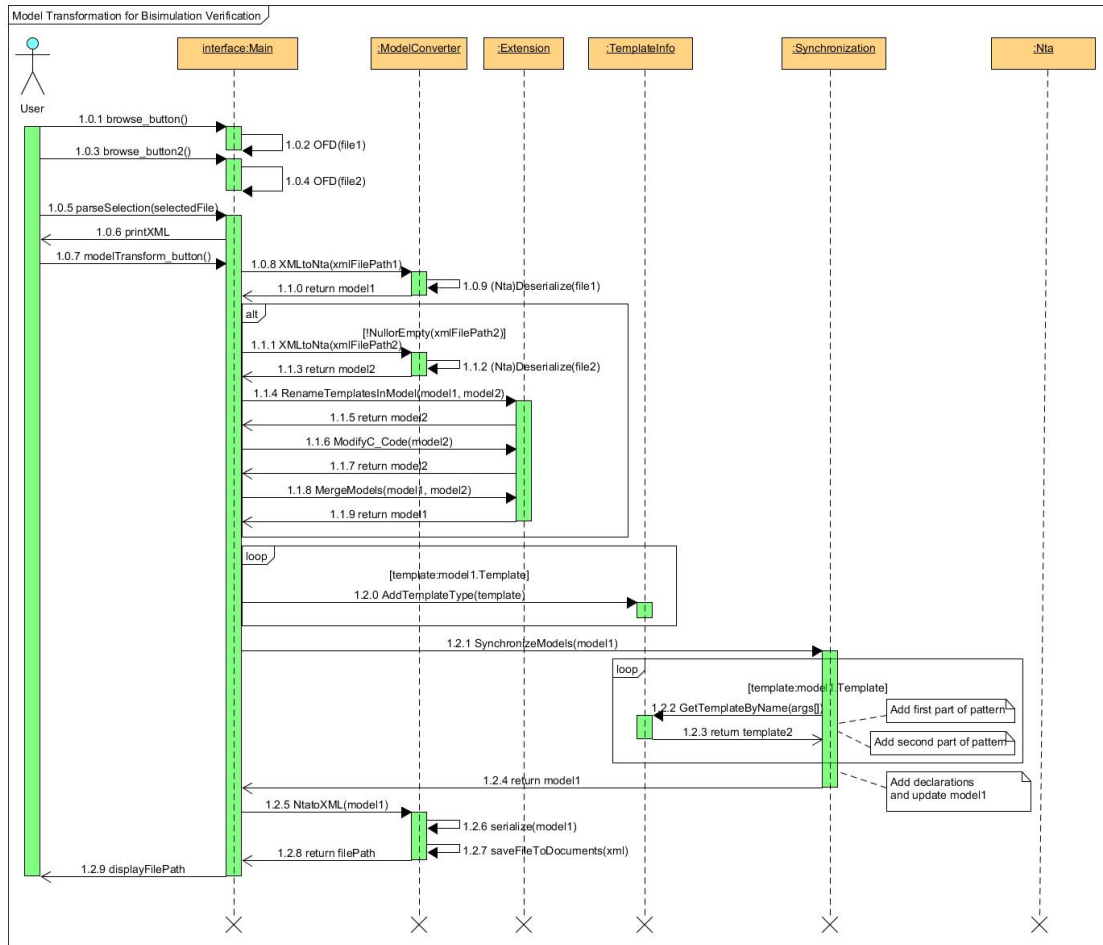 Model Transformation for Bisimulation Verification
User
interface:Main
:ModelConverter
:Extension
:TemplateInfo
:Synchronization
:Nta
1.0.1 browse_button()
1.0.2 OFD(file1)
1.0.3 browse_button2()
1.0.4 OFD(file2)
1.0.5 parseSelection(selectedFile)
1.0.6 printXML
1.0.7 modelTransform_button()
1.0.8 XMLtoNta(xmlFilePath1)
1.0.9 (Nta)Deserialize(file1)
1.1.0 return model1
alt
[!NullorEmpty(xmlFilePath2)]
1.1.1 XMLtoNta(xmlFilePath2)
1.1.2 (Nta)Deserialize(file2)
1.1.3 return model2
1.1.4 RenameTemplatesInModel(model1, model2)
1.1.5 return model2
1.1.6 ModifyC_Code(model2)
1.1.7 return model2
1.1.8 MergeModels(model1, model2)
1.1.9 return model1
loop
[template:model1.Template]
1.2.0 AddTemplateType(template)
1.2.1 SynchronizeModels(model1)
loop
[template:model1.Template]
1.2.2 GetTemplateByName(args[])
Add first part of pattern
1.2.3 return template2
Add second part of pattern
1.2.4 return model1
Add declarations
and update model1
1.2.5 NtatoXML(model1)
1.2.6 serialize(model1)
1.2.7 saveFileToDocuments(xml)
1.2.8 return filePath
1.2.9 displayFilePath